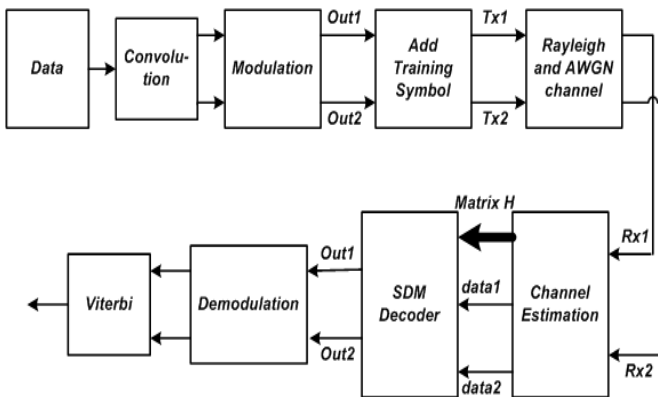 Data
Convolu-
tion
Modulation
Out1
Out2
Add
Training
Symbol
Tx1
Tx2
Rayleigh
and AWGN
channel
Matrix H
Rx1
Rx2
Channel
Estimation
data1
data2
SDM
Decoder
Out1
Out2
Demodulation
Viterbi